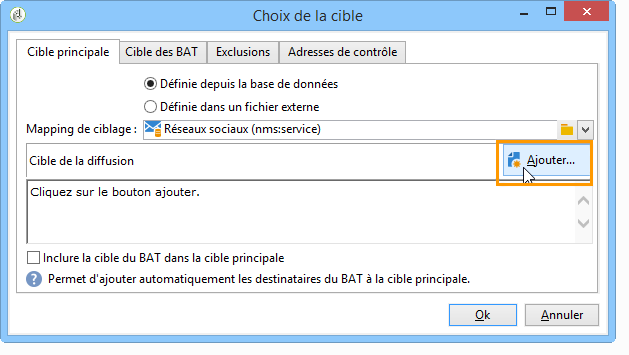 Choix de la cible
Cible principale Cible des BAT Exclusions Adresses de contrôle
Définie depuis la base de données
Définie dans un fichier externe
Mapping de ciblage : Réseaux sociaux (nms:service)
Cible de la diffusion Ajouter...
Cliquez sur le bouton ajouter.
Inclure la cible du BAT dans la cible principale
? Permet d'ajouter automatiquement les destinataires du BAT à la cible principale.
Ok Annuler